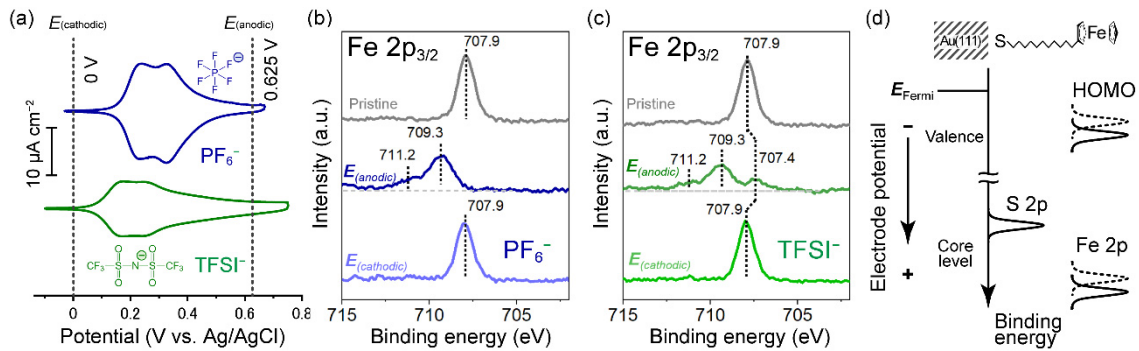 (a)
E(cathodic)
E(anodic)
0 V
0.625 V
F
F
F
P
F
F
F
⊖
PF6−
10 µA cm−2
O
O
⊖
CF3
S
N
S
CF3
O
O
TFSI−
0.0
0.2
0.4
0.6
0.8
Potential (V vs. Ag/AgCl)
(b)
Fe 2p3/2
707.9
Pristine
709.3
711.2
E(anodic)
707.9
PF6−
E(cathodic)
Intensity (a.u.)
715
710
705
Binding energy (eV)
(c)
Fe 2p3/2
707.9
Pristine
709.3
711.2
707.4
E(anodic)
707.9
TFSI−
E(cathodic)
Intensity (a.u.)
715
710
705
Binding energy (eV)
(d)
Au(111)
S
Fe
EFermi
HOMO
−
Valence
Electrode potential
S 2p
Core
level
Fe 2p
+
Binding
energy